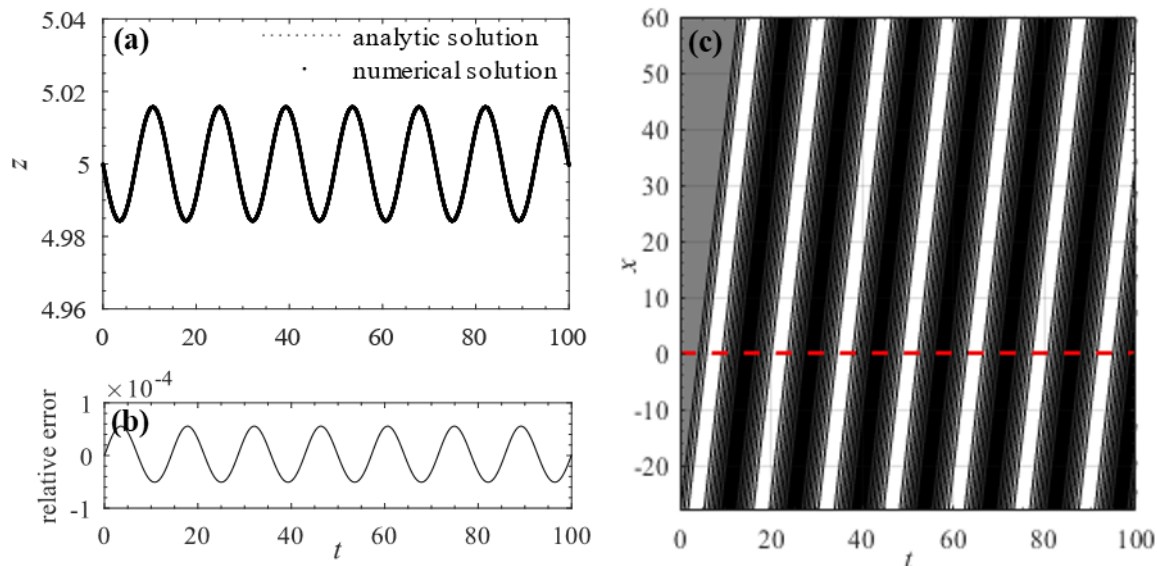 5.04
(a)
analytic solution
numerical solution
5.02
z
5
4.98
4.96
0 20 40 60 80 100
×10⁻⁴
1
(b)
relative error
0
-1
0 20 40 60 80 100
t
60
(c)
50
40
30
20
x
10
0
-10
-20
0 20 40 60 80 100
t